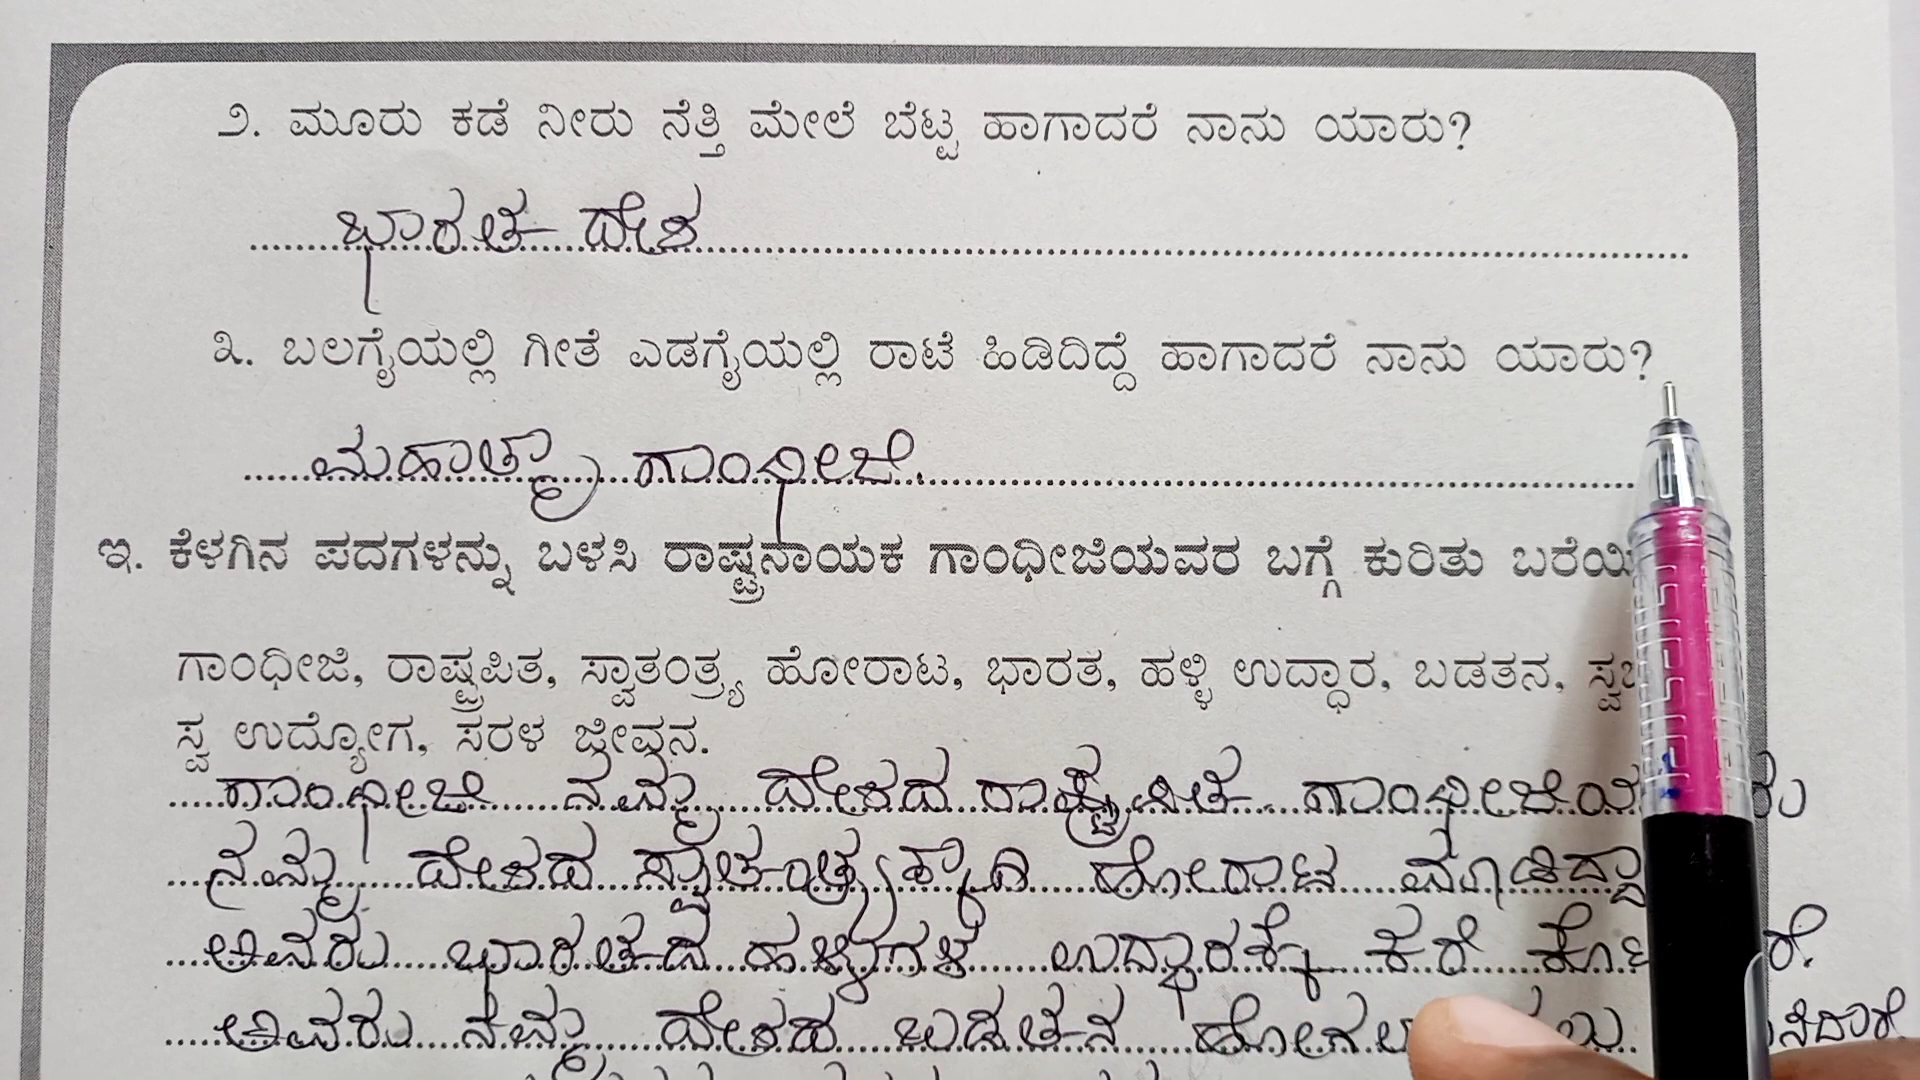 ೨. ಮೂರು ಕಡೆ ನೀರು ನೆತ್ತಿ ಮೇಲೆ ಬೆಟ್ಟ ಹಾಗಾದರೆ ನಾನು ಯಾರು?
ಭಾರತ ದೇಶ
೩. ಬಲಗೈಯಲ್ಲಿ ಗೀತೆ ಎಡಗೈಯಲ್ಲಿ ರಾಟೆ ಹಿಡಿದಿದ್ದೆ ಹಾಗಾದರೆ ನಾನು ಯಾರು?
ಮಹಾತ್ಮಾ ಗಾಂಧೀಜಿ.
ಇ. ಕೆಳಗಿನ ಪದಗಳನ್ನು ಬಳಸಿ ರಾಷ್ಟ್ರನಾಯಕ ಗಾಂಧೀಜಿಯವರ ಬಗ್ಗೆ ಕುರಿತು
ಗಾಂಧೀಜಿ, ರಾಷ್ಟ್ರಪಿತ, ಸ್ವಾತಂತ್ರ್ಯ ಹೋರಾಟ, ಭಾರತ, ಹಳ್ಳಿ ಉದ್ಧಾರ, ಬಡತನ,
ಸ್ವ ಉದ್ಯೋಗ, ಸರಳ ಜೀವನ.
ಗಾಂಧೀಜಿ ನಮ್ಮ ದೇಶದ ರಾಷ್ಟ್ರಪಿತ
ನಮ್ಮ ದೇಶದ ಸ್ವಾತಂತ್ರ್ಯಕ್ಕಾಗಿ ಹೋರಾಟ
ಅವರು ಭಾರತದ ಹಳ್ಳಿಗಳ ಉದ್ಧಾರಕ್ಕೆ ಕರೆ
ಅವರು ನಮ್ಮ ದೇಶದ ಬಡತನ